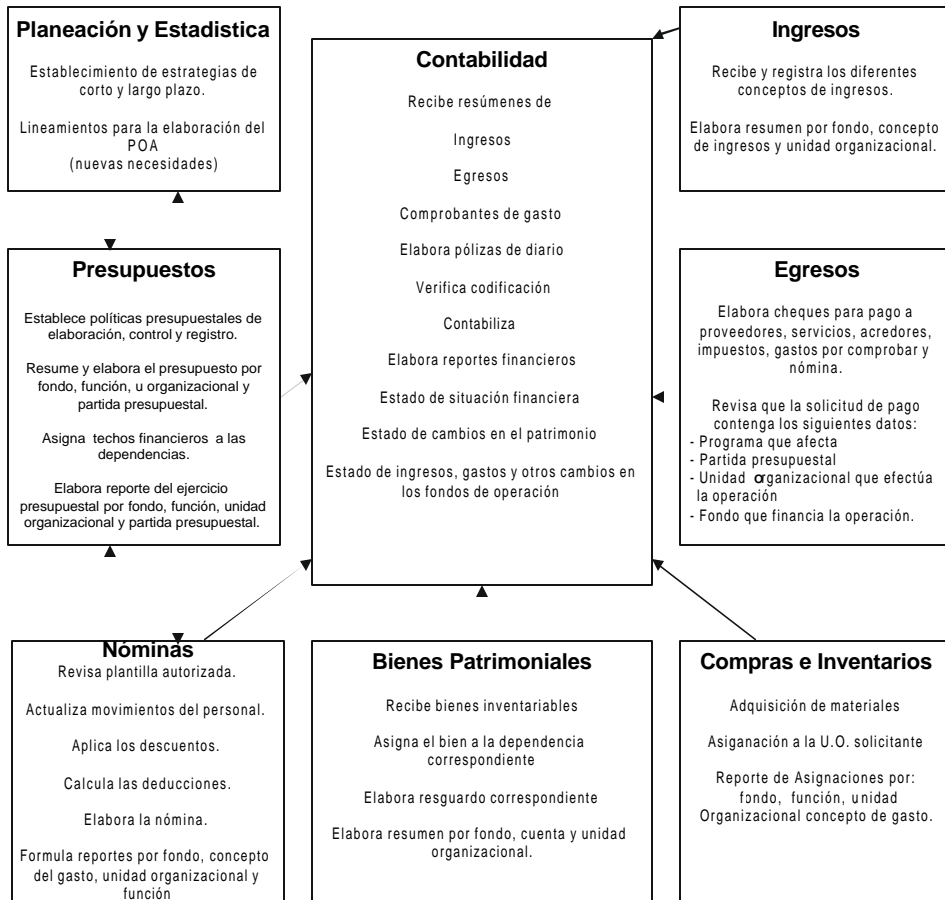 Planeación y Estadistica
Establecimiento de estrategias de
corto y largo plazo.
Lineamientos para la elaboración del
POA
(nuevas necesidades)
Contabilidad
Recibe resúmenes de
Ingresos
Egresos
Comprobantes de gasto
Elabora pólizas de diario
Verifica codificación
Contabiliza
Elabora reportes financieros
Estado de situación financiera
Estado de cambios en el patrimonio
Estado de ingresos, gastos y otros cambios en
los fondos de operación
Ingresos
Recibe y registra los diferentes
conceptos de ingresos.
Elabora resumen por fondo, concepto
de ingresos y unidad organizacional.
Presupuestos
Establece políticas presupuestales de
elaboración, control y registro.
Resume y elabora el presupuesto por
fondo, función, u organizacional y
partida presupuestal.
Asigna techos financieros a las
dependencias.
Elabora reporte del ejercicio
presupuestal por fondo, función, unidad
organizacional y partida presupuestal.
Egresos
Elabora cheques para pago a
proveedores, servicios, acredores,
impuestos, gastos por comprobar y
nómina.
Revisa que la solicitud de pago
contenga los siguientes datos:
- Programa que afecta
- Partida presupuestal
- Unidad organizacional que efectúa
la operación
- Fondo que financia la operación.
Nóminas
Revisa plantilla autorizada.
Actualiza movimientos del personal.
Aplica los descuentos.
Calcula las deducciones.
Elabora la nómina.
Formula reportes por fondo, concepto
del gasto, unidad organizacional y
función
Bienes Patrimoniales
Recibe bienes inventariables
Asigna el bien a la dependencia
correspondiente
Elabora resguardo correspondiente
Elabora resumen por fondo, cuenta y unidad
organizacional.
Compras e Inventarios
Adquisición de materiales
Asiganación a la U.O. solicitante
Reporte de Asignaciones por:
fondo, función, unidad
Organizacional concepto de gasto.